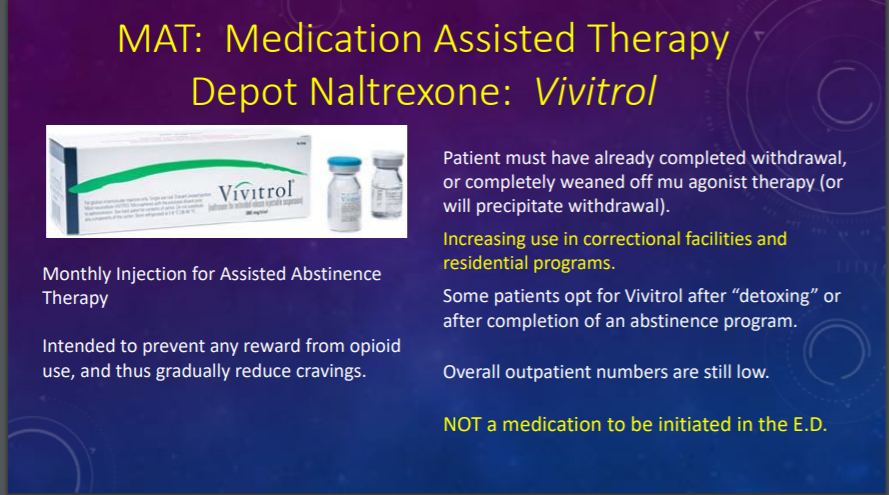 MAT:  Medication Assisted Therapy
Depot Naltrexone:  Vivitrol
Vivitrol
380 mg/vial
Monthly Injection for Assisted Abstinence
Therapy
Intended to prevent any reward from opioid
use, and thus gradually reduce cravings.
Patient must have already completed withdrawal,
or completely weaned off mu agonist therapy (or
will precipitate withdrawal).
Increasing use in correctional facilities and
residential programs.
Some patients opt for Vivitrol after “detoxing” or
after completion of an abstinence program.
Overall outpatient numbers are still low.
NOT a medication to be initiated in the E.D.